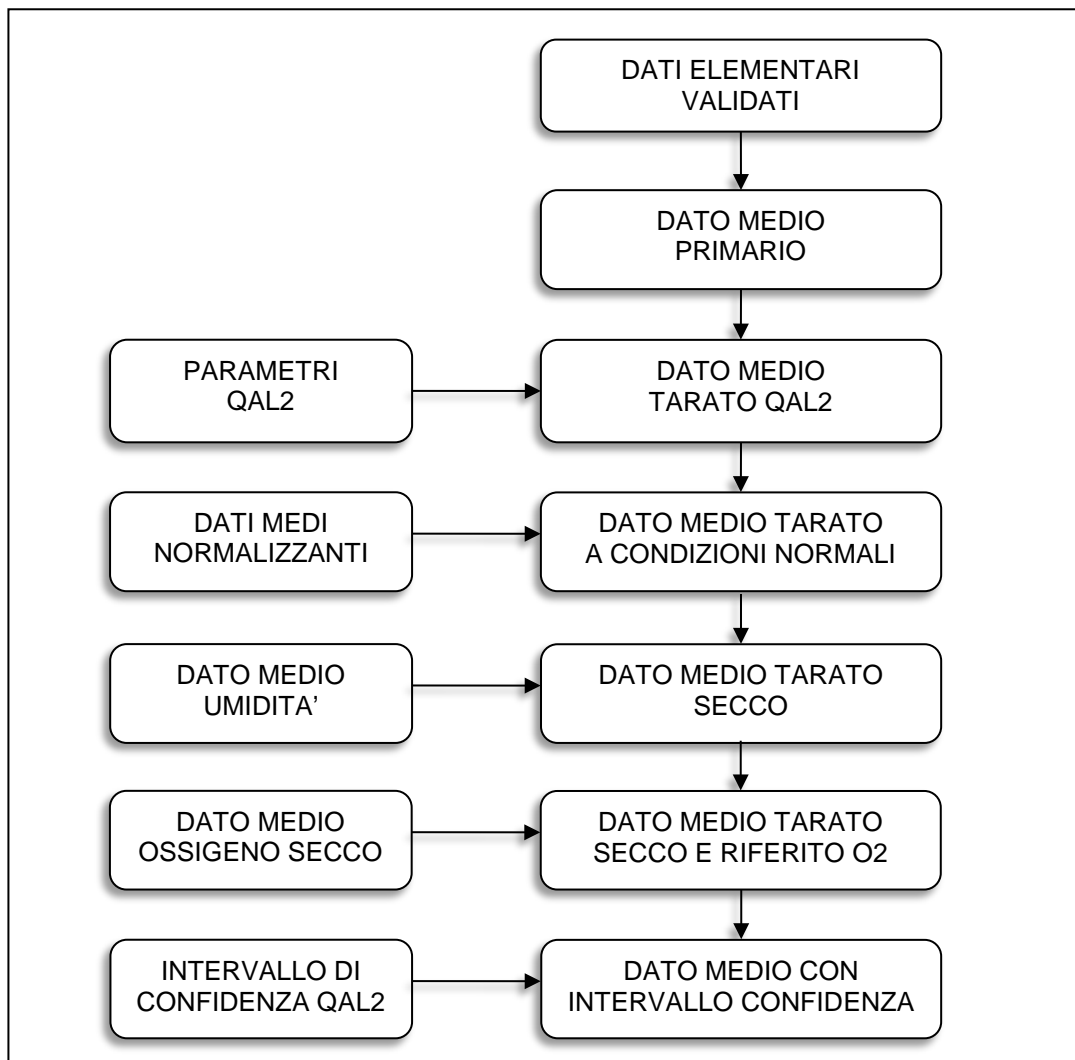 DATI ELEMENTARI
VALIDATI
DATO MEDIO
PRIMARIO
PARAMETRI
QAL2
DATO MEDIO
TARATO QAL2
DATI MEDI
NORMALIZZANTI
DATO MEDIO TARATO
A CONDIZIONI NORMALI
DATO MEDIO
UMIDITA’
DATO MEDIO TARATO
SECCO
DATO MEDIO
OSSIGENO SECCO
DATO MEDIO TARATO
SECCO E RIFERITO O2
INTERVALLO DI
CONFIDENZA QAL2
DATO MEDIO CON
INTERVALLO CONFIDENZA